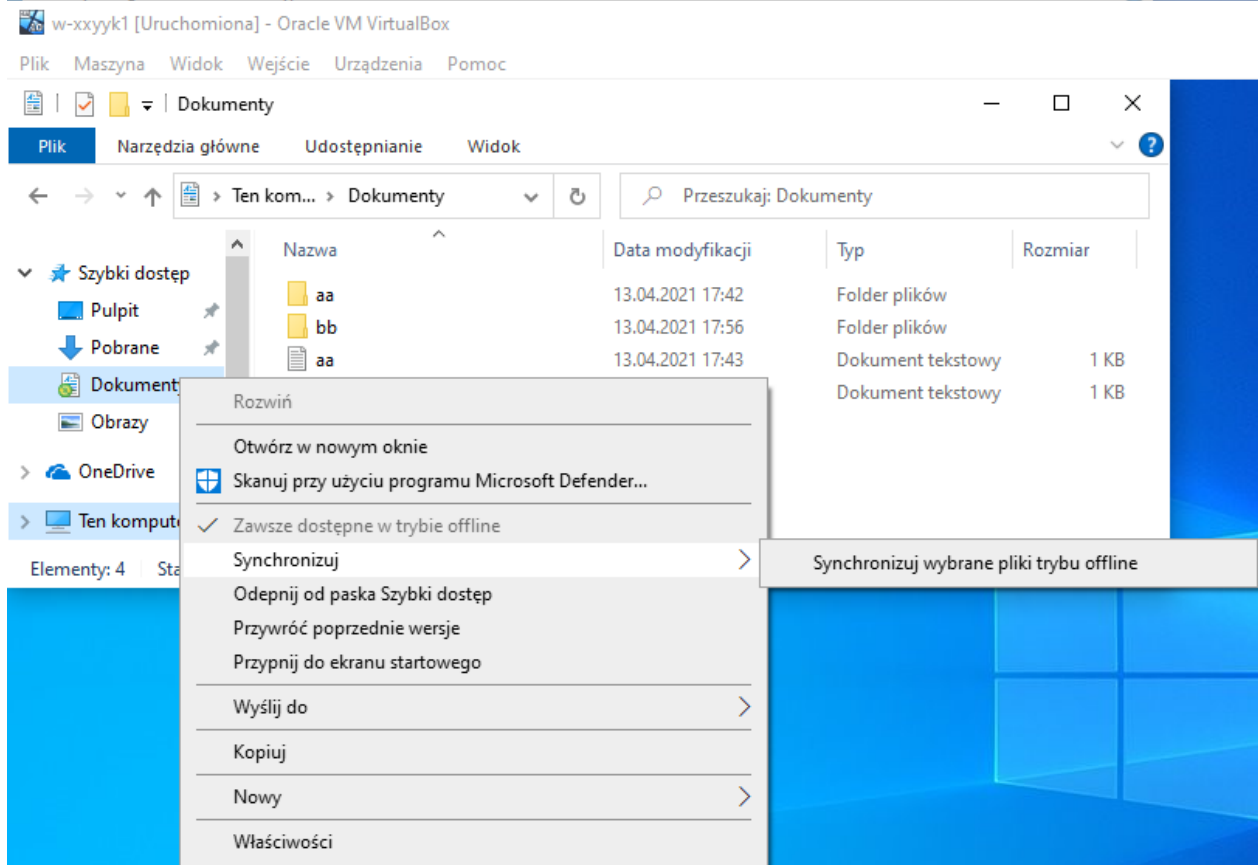 w-xxyyk1 [Uruchomiona] - Oracle VM VirtualBox
Plik Maszyna Widok Wejście Urządzenia Pomoc
Dokumenty
Plik Narzędzia główne Udostępnianie Widok
Ten kom... Dokumenty Przeszukaj: Dokumenty
Nazwa Data modyfikacji Typ Rozmiar
Szybki dostęp
Pulpit
Pobrane
Dokument
Obrazy
OneDrive
Ten kompute
Elementy: 4
aa 13.04.2021 17:42 Folder plików
bb 13.04.2021 17:56 Folder plików
aa 13.04.2021 17:43 Dokument tekstowy 1 KB
Dokument tekstowy 1 KB
Rozwiń
Otwórz w nowym oknie
Skanuj przy użyciu programu Microsoft Defender...
Zawsze dostępne w trybie offline
Synchronizuj
Synchronizuj wybrane pliki trybu offline
Odepnij od paska Szybki dostęp
Przywróć poprzednie wersje
Przypnij do ekranu startowego
Wyślij do
Kopiuj
Nowy
Właściwości